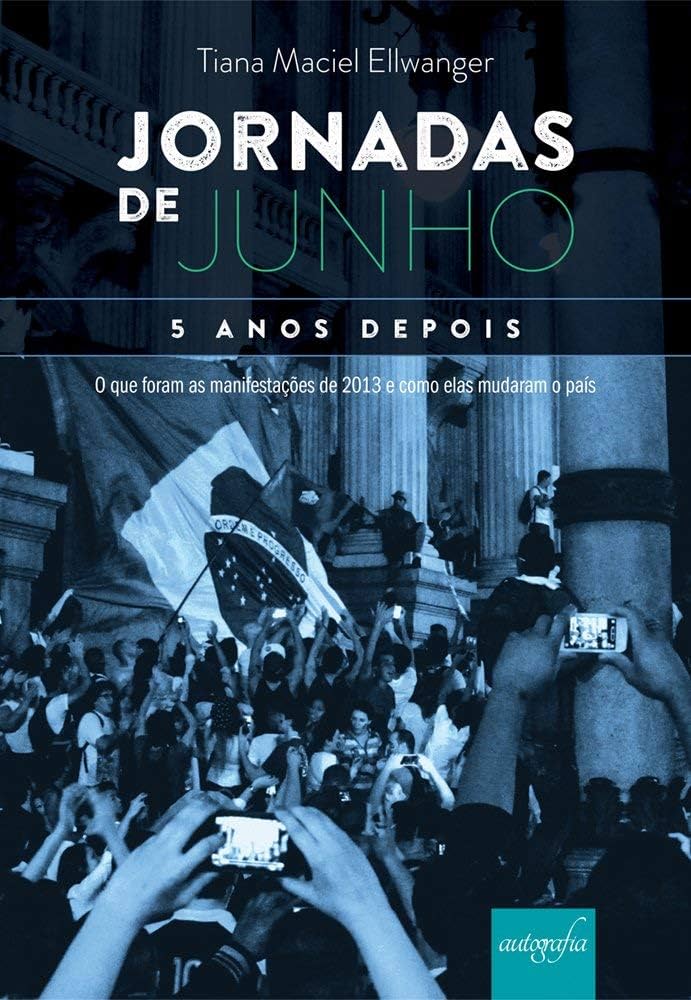 Tiana Maciel Ellwanger
JORNADAS
DE JUNHO
5 ANOS DEPOIS
O que foram as manifestações de 2013 e como elas mudaram o país
ORDEM E PROGRESSO
10
autografia